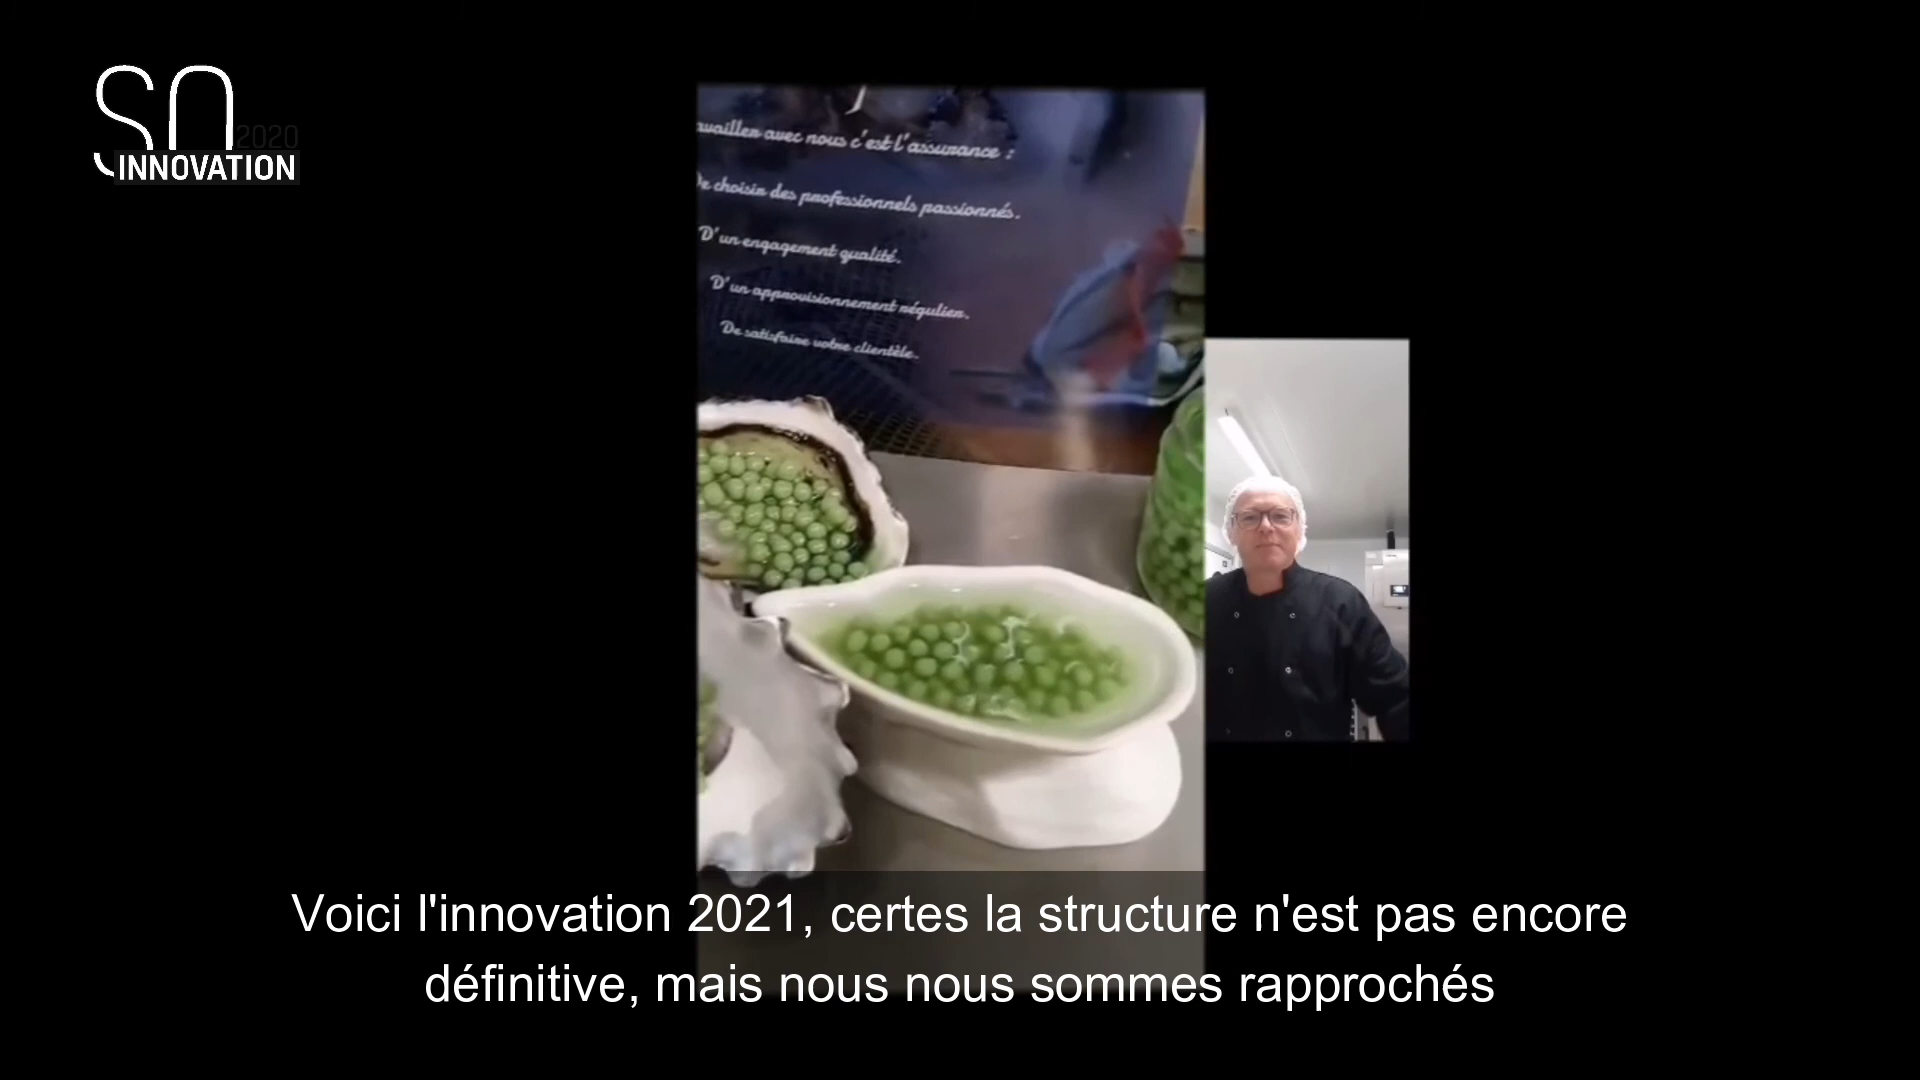 SO
2020
INNOVATION
availler avec nous c'est l'assurance :
De choisir des professionnels passionnés.
D'un engagement qualité.
D'un approvisionnement régulier.
De satisfaire votre clientèle.
Voici l'innovation 2021, certes la structure n'est pas encore
définitive, mais nous nous sommes rapprochés